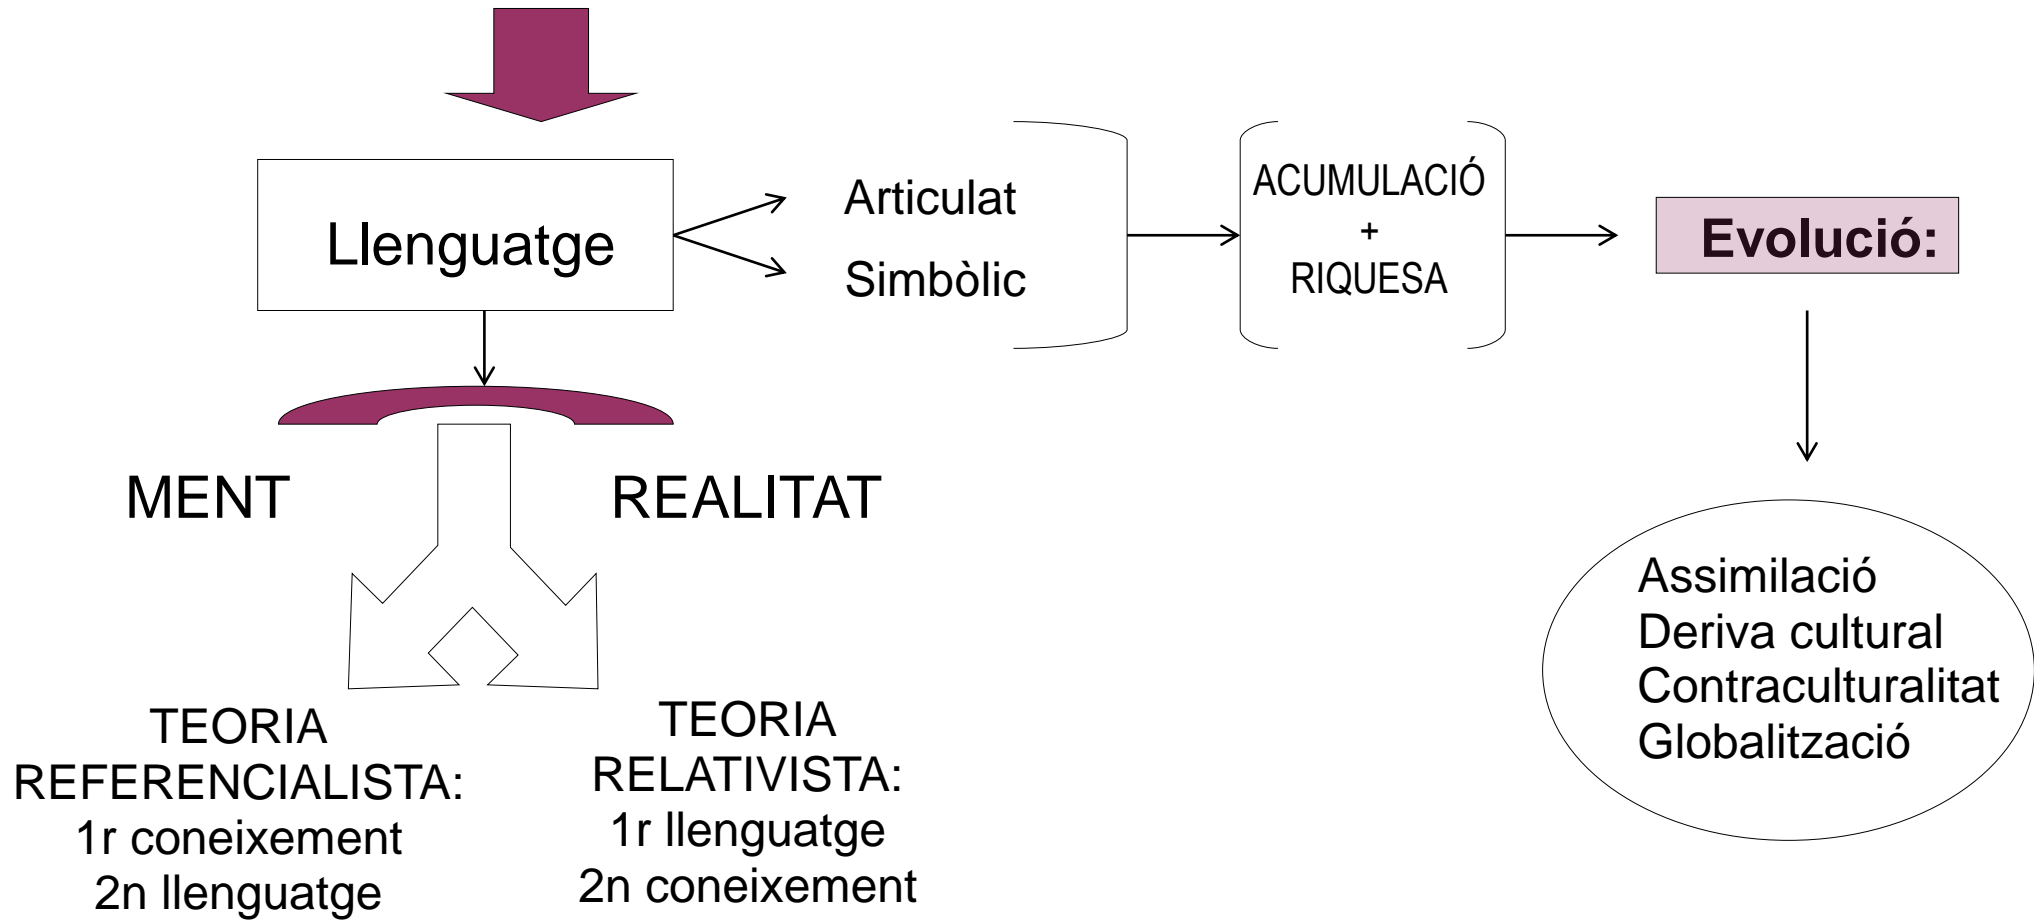 Llenguatge
Articulat
Simbòlic
ACUMULACIÓ
+
RIQUESA
Evolució:
MENT
REALITAT
TEORIA
REFERENCIALISTA:
1r coneixement
2n llenguatge
TEORIA
RELATIVISTA:
1r llenguatge
2n coneixement
Assimilació
Deriva cultural
Contraculturalitat
Globalització